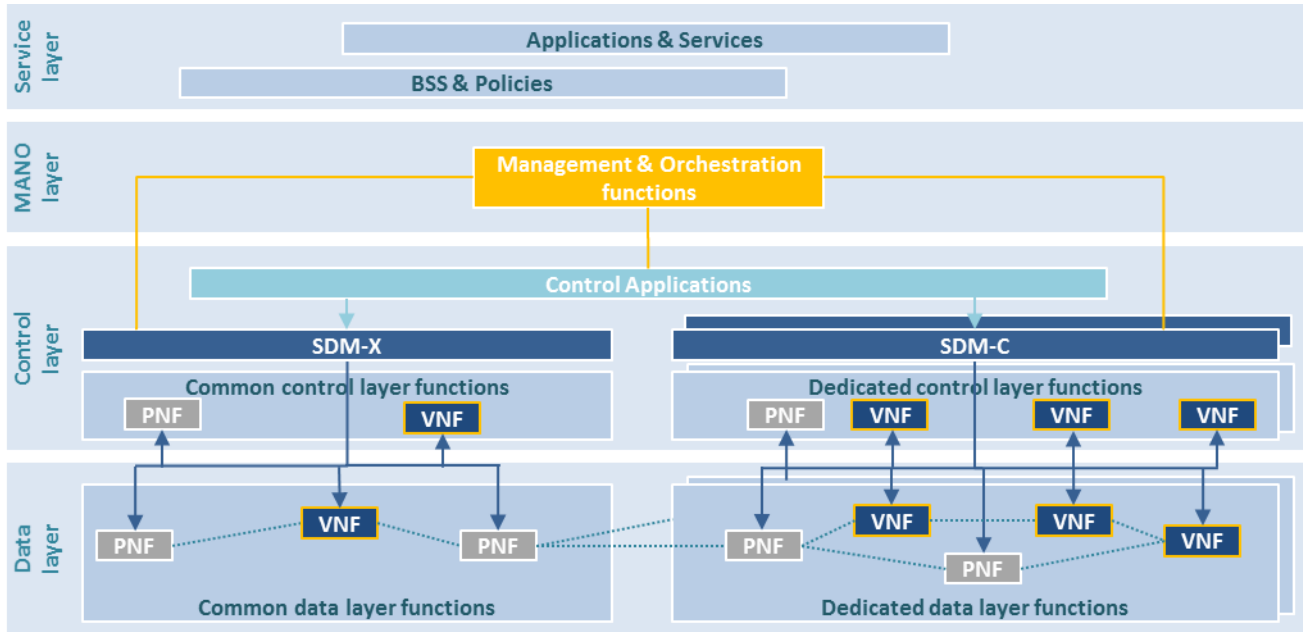 Service
layer
Applications & Services
BSS & Policies
MANO
layer
Management & Orchestration
functions
Control
layer
Control Applications
SDM-X
SDM-C
Common control layer functions
PNF
VNF
Dedicated control layer functions
PNF
VNF
VNF
VNF
Data
layer
PNF
VNF
PNF
Common data layer functions
PNF
VNF
VNF
VNF
PNF
Dedicated data layer functions